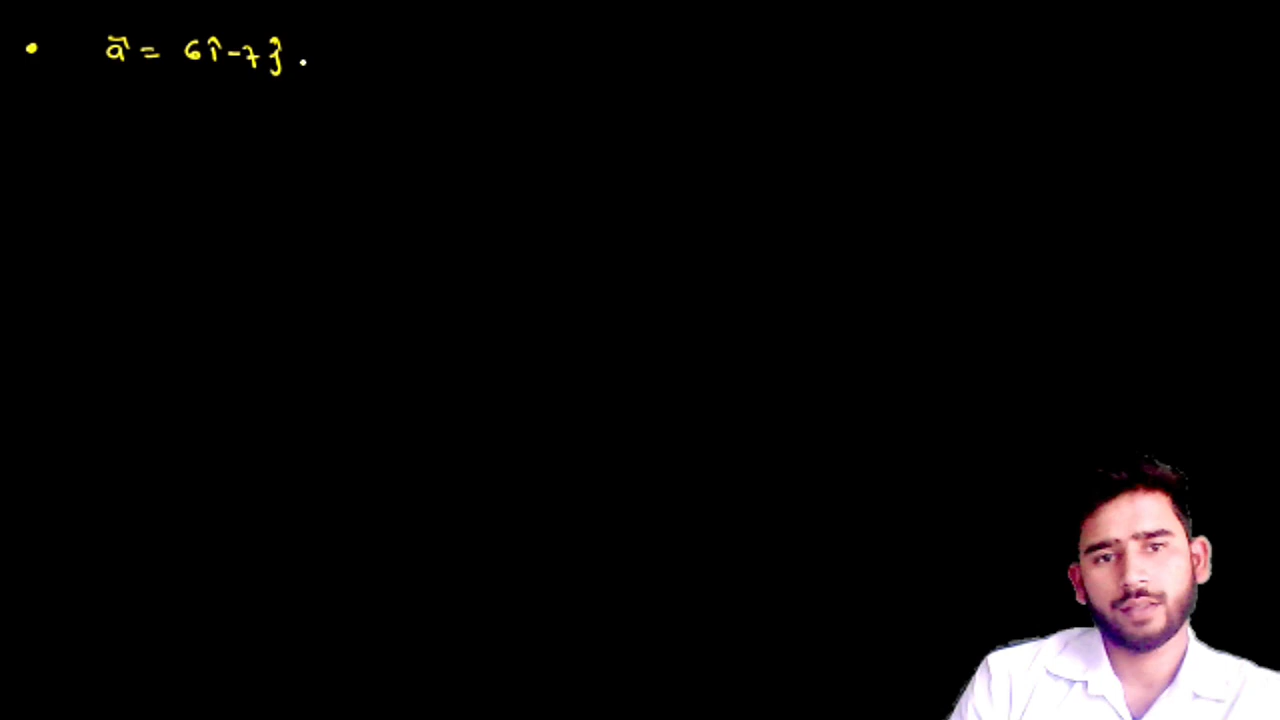 • a⃗ = 6î - 7ĵ .